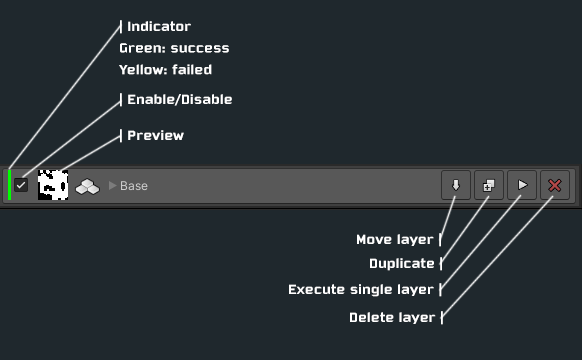 Indicator
Green: success
Yellow: failed
Enable/Disable
Preview
Base
Move layer
Duplicate
Execute single layer
Delete layer